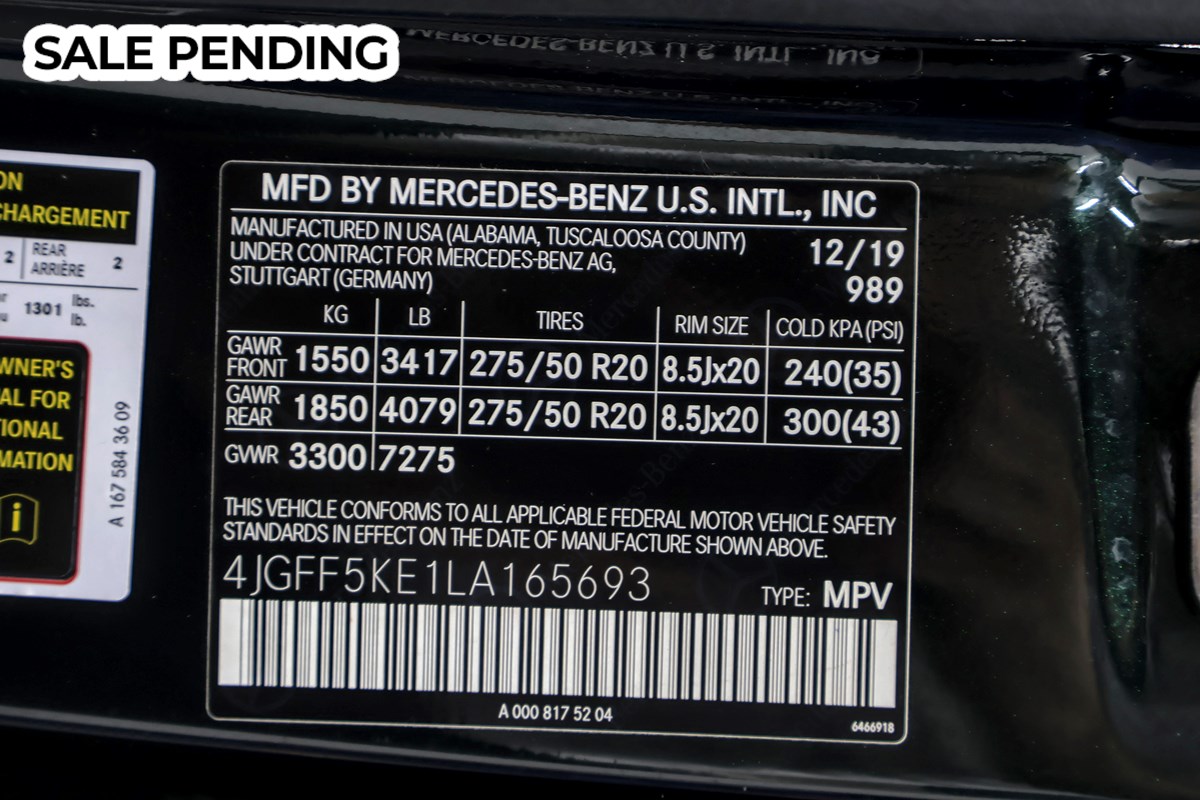 SALE PENDING
MERCEDES-BENZ U.S. INTL., INC
ON
CHARGEMENT
2 REAR 2
ARRIÈRE
1301 lbs.
lb.
WNER'S
AL FOR
TIONAL
MATION
i
A 167 584 36 09
MFD BY MERCEDES-BENZ U.S. INTL., INC
MANUFACTURED IN USA (ALABAMA, TUSCALOOSA COUNTY) 12/19
UNDER CONTRACT FOR MERCEDES-BENZ AG, 989
STUTTGART (GERMANY)
KG LB TIRES RIM SIZE COLD KPA (PSI)
GAWR FRONT 1550 3417 275/50 R20 8.5Jx20 240(35)
GAWR REAR 1850 4079 275/50 R20 8.5Jx20 300(43)
GVWR 3300 7275
THIS VEHICLE CONFORMS TO ALL APPLICABLE FEDERAL MOTOR VEHICLE SAFETY
STANDARDS IN EFFECT ON THE DATE OF MANUFACTURE SHOWN ABOVE.
4JGFF5KE1LA165693 TYPE: MPV
A 000 817 52 04
6466918